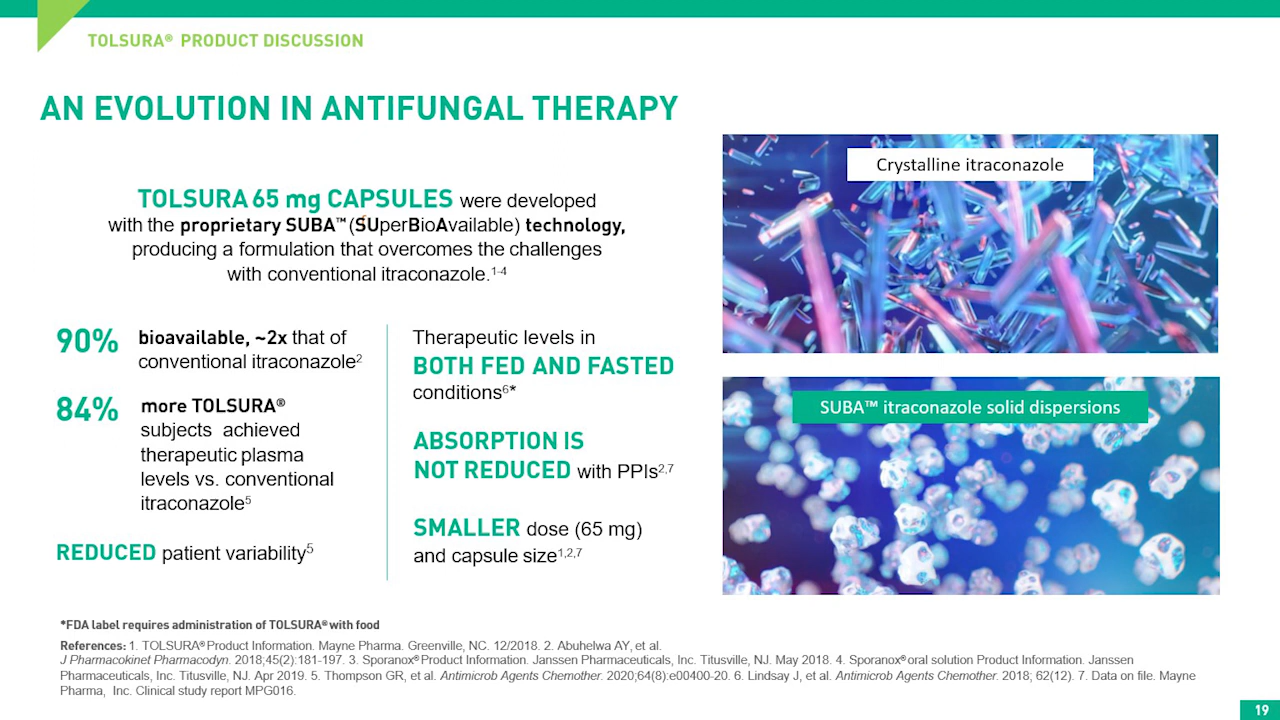 TOLSURA® PRODUCT DISCUSSION
AN EVOLUTION IN ANTIFUNGAL THERAPY
TOLSURA 65 mg CAPSULES were developed
with the proprietary SUBA™ (SUperBioAvailable) technology,
producing a formulation that overcomes the challenges
with conventional itraconazole.1-4
90%
bioavailable, ~2x that of
conventional itraconazole2
84%
more TOLSURA®
subjects achieved
therapeutic plasma
levels vs. conventional
itraconazole5
REDUCED patient variability5
Therapeutic levels in
BOTH FED AND FASTED
conditions6*
ABSORPTION IS
NOT REDUCED with PPIs2,7
SMALLER dose (65 mg)
and capsule size1,2,7
Crystalline itraconazole
SUBA™ itraconazole solid dispersions
*FDA label requires administration of TOLSURA® with food
References: 1. TOLSURA® Product Information. Mayne Pharma. Greenville, NC. 12/2018. 2. Abuhelwa AY, et al.
J Pharmacokinet Pharmacodyn. 2018;45(2):181-197. 3. Sporanox® Product Information. Janssen Pharmaceuticals, Inc. Titusville, NJ. May 2018. 4. Sporanox® oral solution Product Information. Janssen
Pharmaceuticals, Inc. Titusville, NJ. Apr 2019. 5. Thompson GR, et al. Antimicrob Agents Chemother. 2020;64(8):e00400-20. 6. Lindsay J, et al. Antimicrob Agents Chemother. 2018; 62(12). 7. Data on file. Mayne
Pharma, Inc. Clinical study report MPG016.
19